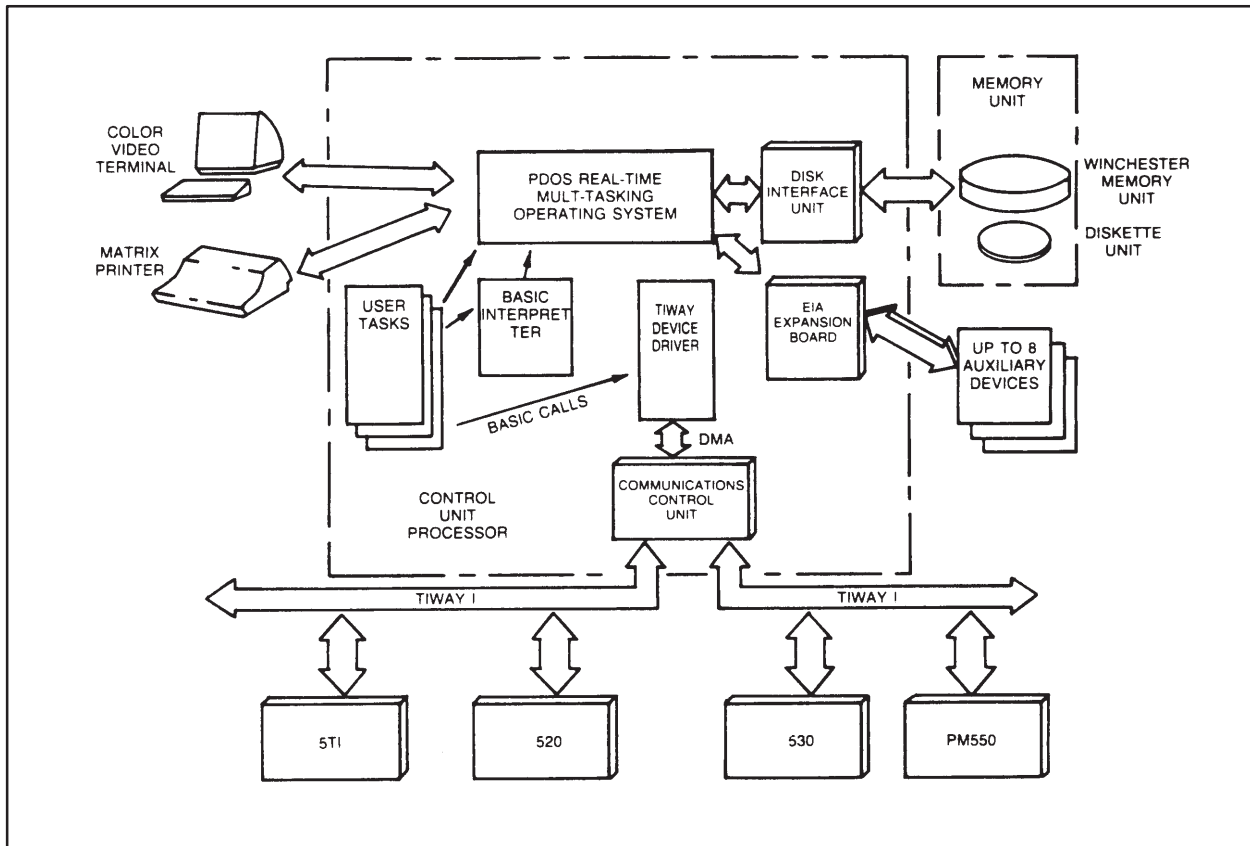 MEMORY
UNIT
COLOR
VIDEO
TERMINAL
PDOS REAL-TIME
MULT-TASKING
OPERATING SYSTEM
DISK
INTERFACE
UNIT
WINCHESTER
MEMORY
UNIT
DISKETTE
UNIT
MATRIX
PRINTER
USER
TASKS
BASIC
INTERPRET
TER
TIWAY
DEVICE
DRIVER
EIA
EXPANSION
BOARD
UP TO 8
AUXILIARY
DEVICES
BASIC CALLS
DMA
COMMUNICATIONS
CONTROL
UNIT
CONTROL
UNIT
PROCESSOR
TIWAY I
TIWAY I
5TI
520
530
PM550